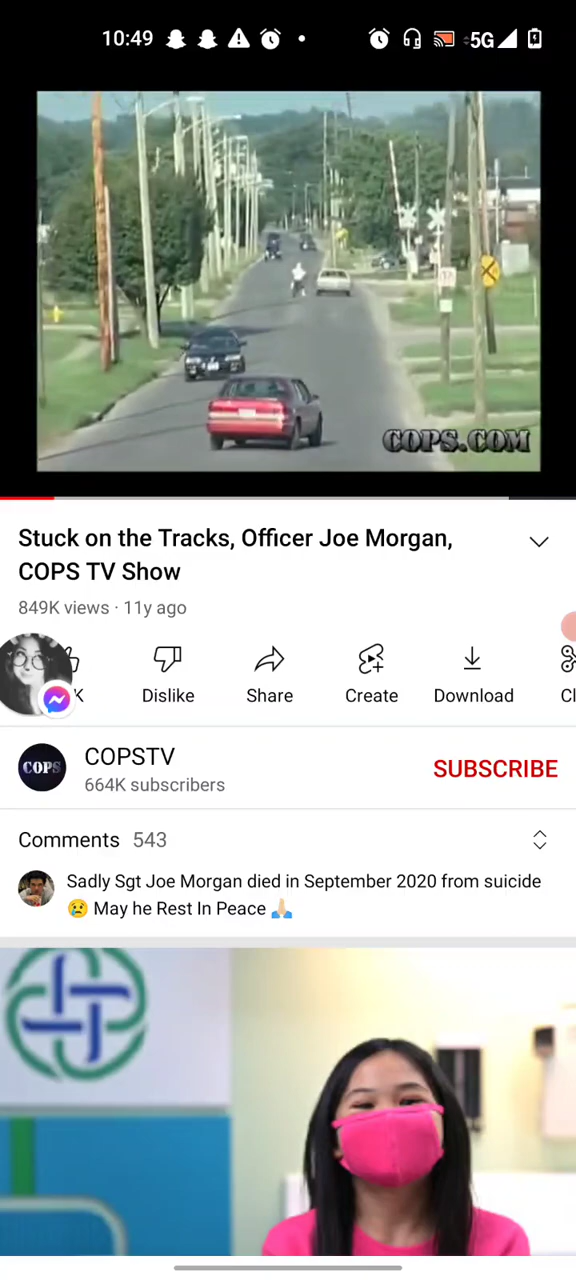 10:49
5G
COPS.COM
Stuck on the Tracks, Officer Joe Morgan,
COPS TV Show
849K views · 11y ago
K
Dislike
Share
Create
Download
Cl
COPS
COPSTV
664K subscribers
SUBSCRIBE
Comments 543
Sadly Sgt Joe Morgan died in September 2020 from suicide
😢 May he Rest In Peace 🙏🏼